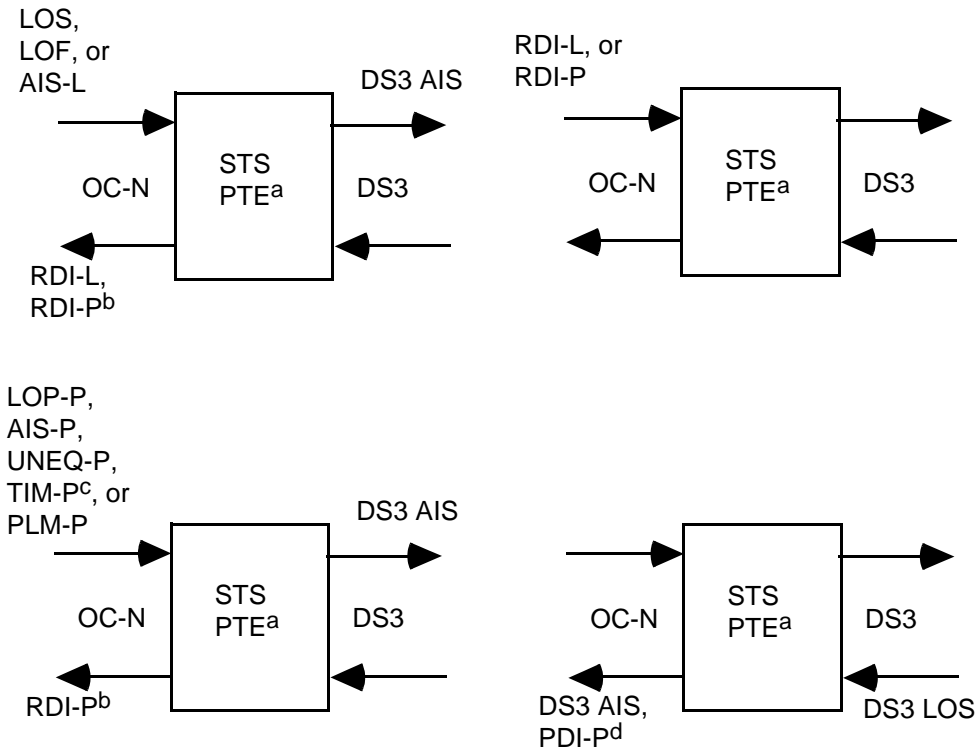 LOS,
LOF, or
AIS-L
DS3 AIS
STS
PTEa
OC-N
DS3
RDI-L,
RDI-Pb
RDI-L, or
RDI-P
STS
PTEa
OC-N
DS3
LOP-P,
AIS-P,
UNEQ-P,
TIM-Pc, or
PLM-P
DS3 AIS
STS
PTEa
OC-N
DS3
RDI-Pb
STS
PTEa
OC-N
DS3
DS3 AIS,
PDI-Pd
DS3 LOS